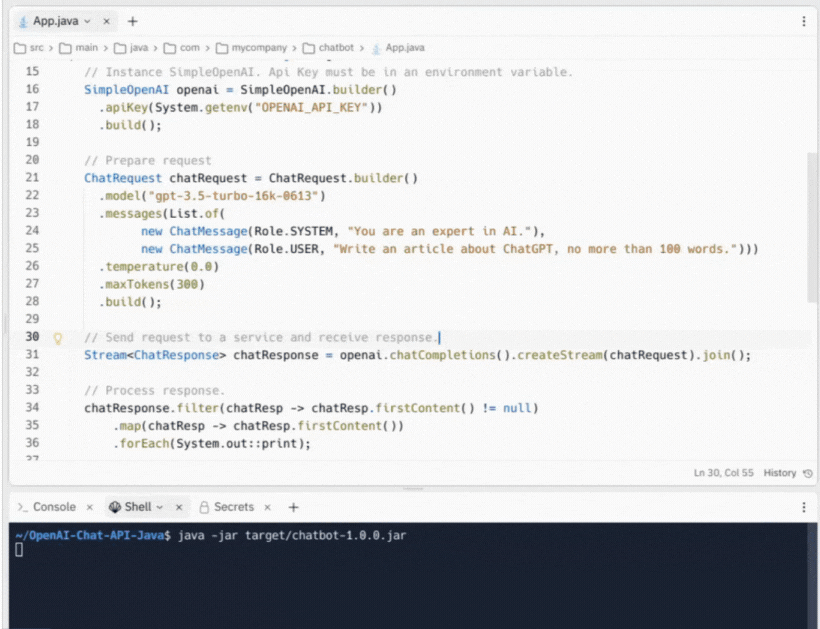 App.java
src > main > java > com > mycompany > chatbot > App.java
15 // Instance SimpleOpenAI. Api Key must be in an environment variable.
16 SimpleOpenAI openai = SimpleOpenAI.builder()
17 .apiKey(System.getenv("OPENAI_API_KEY"))
18 .build();
19
20 // Prepare request
21 ChatRequest chatRequest = ChatRequest.builder()
22 .model("gpt-3.5-turbo-16k-0613")
23 .messages(List.of(
24 new ChatMessage(Role.SYSTEM, "You are an expert in AI."),
25 new ChatMessage(Role.USER, "Write an article about ChatGPT, no more than 100 words.")))
26 .temperature(0.0)
27 .maxTokens(300)
28 .build();
29
30 // Send request to a service and receive response.
31 Stream<ChatResponse> chatResponse = openai.chatCompletions().createStream(chatRequest).join();
32
33 // Process response.
34 chatResponse.filter(chatResp -> chatResp.firstContent() != null)
35 .map(chatResp -> chatResp.firstContent())
36 .forEach(System.out::print);
37
Ln 30, Col 55 History
>_ Console Shell Secrets
~/OpenAI-Chat-API-Java$ java -jar target/chatbot-1.0.0.jar